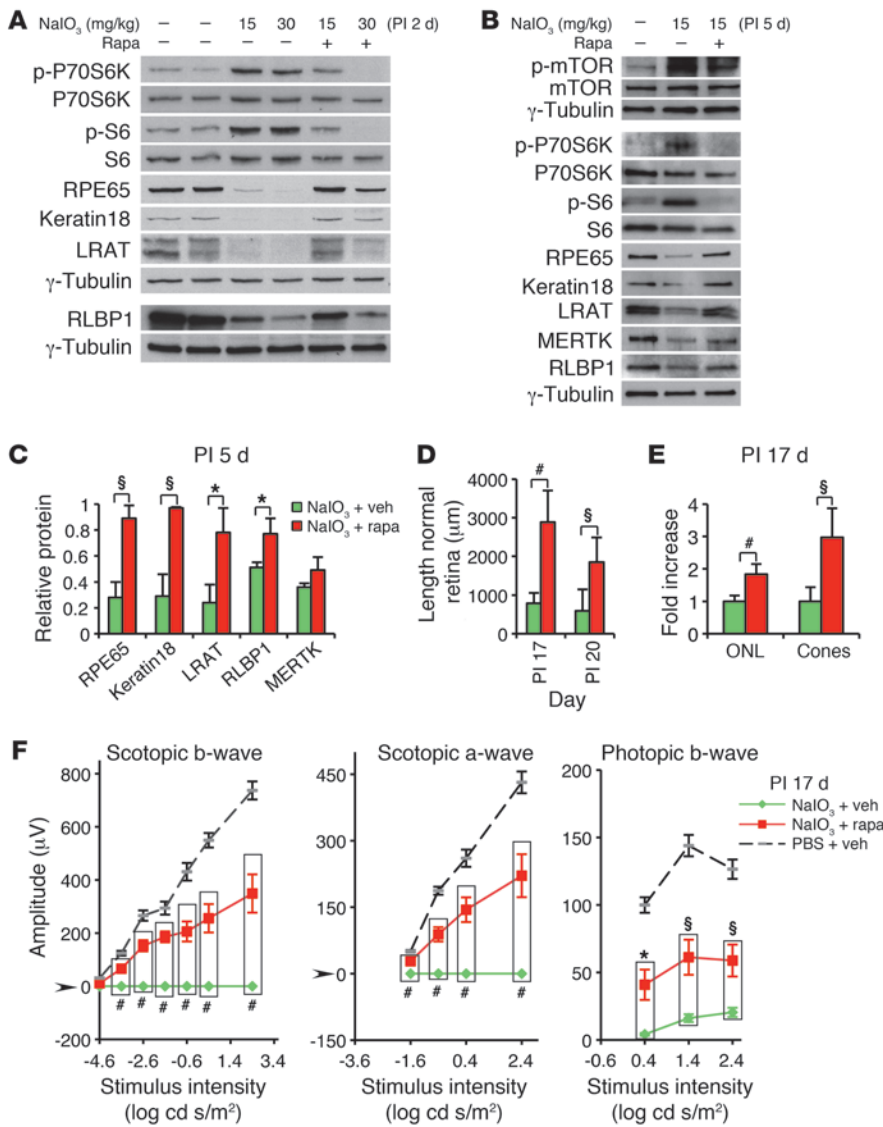 A
NaIO3 (mg/kg) – – 15 30 15 30 (PI 2 d)
Rapa – – – – + +
p-P70S6K
P70S6K
p-S6
S6
RPE65
Keratin18
LRAT
γ-Tubulin
RLBP1
γ-Tubulin
B
NaIO3 (mg/kg) – 15 15 (PI 5 d)
Rapa – – +
p-mTOR
mTOR
γ-Tubulin
p-P70S6K
P70S6K
p-S6
S6
RPE65
Keratin18
LRAT
MERTK
RLBP1
γ-Tubulin
C
PI 5 d
Relative protein
1
0.8
0.6
0.4
0.2
0
§ § * *
NaIO3 + veh
NaIO3 + rapa
RPE65 Keratin18 LRAT RLBP1 MERTK
D
Length normal
retina (μm)
4000
3000
2000
1000
0
# §
PI 17 PI 20
Day
E
PI 17 d
Fold increase
4
3
2
1
0
# §
ONL Cones
F
Scotopic b-wave
Amplitude (μV)
800
600
400
200
0
-200
# # # # # #
-4.6 -2.6 -0.6 1.4 3.4
Stimulus intensity
(log cd s/m2)
Scotopic a-wave
450
300
150
0
-150
# # # #
-3.6 -1.6 0.4 2.4
Stimulus intensity
(log cd s/m2)
Photopic b-wave
200
150
100
50
0
* § §
-0.6 0.4 1.4 2.4
Stimulus intensity
(log cd s/m2)
PI 17 d
NaIO3 + veh
NaIO3 + rapa
PBS + veh